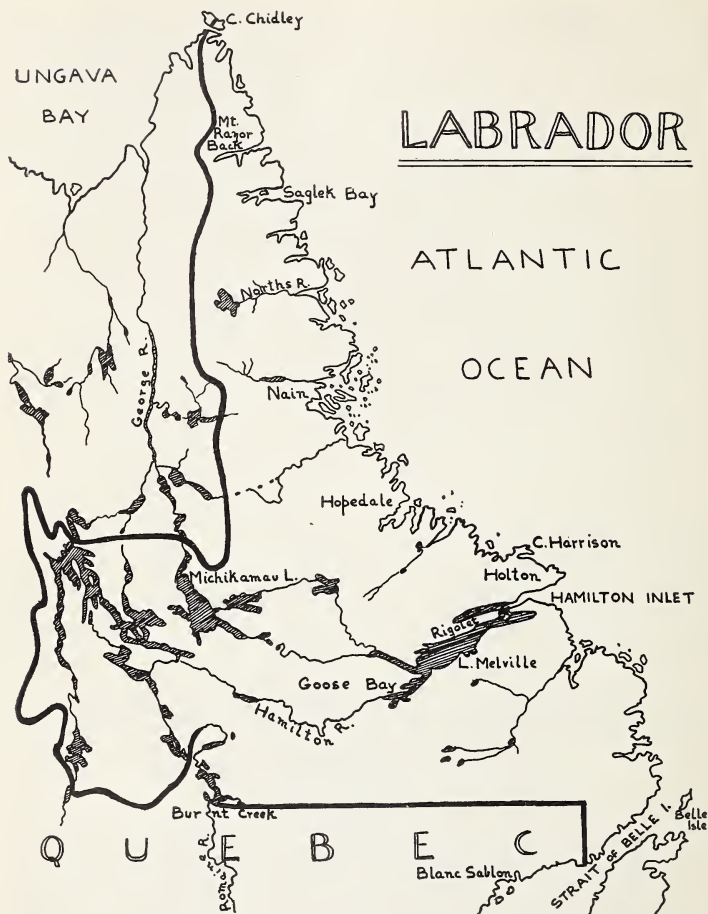 C. Chidley
UNGAVA
BAY
LABRADOR
Mt.
Razor
Back
Saglek Bay
ATLANTIC
Norths R.
OCEAN
George R.
Nain
Hopedale
C. Harrison
Holton
Michikamau L.
HAMILTON INLET
Rigolet
L. Melville
Goose Bay
Hamilton R.
Burnt Creek
QUEBEC
Romaine R.
Blanc Sablon
STRAIT OF BELLE I.
Belle
Isle